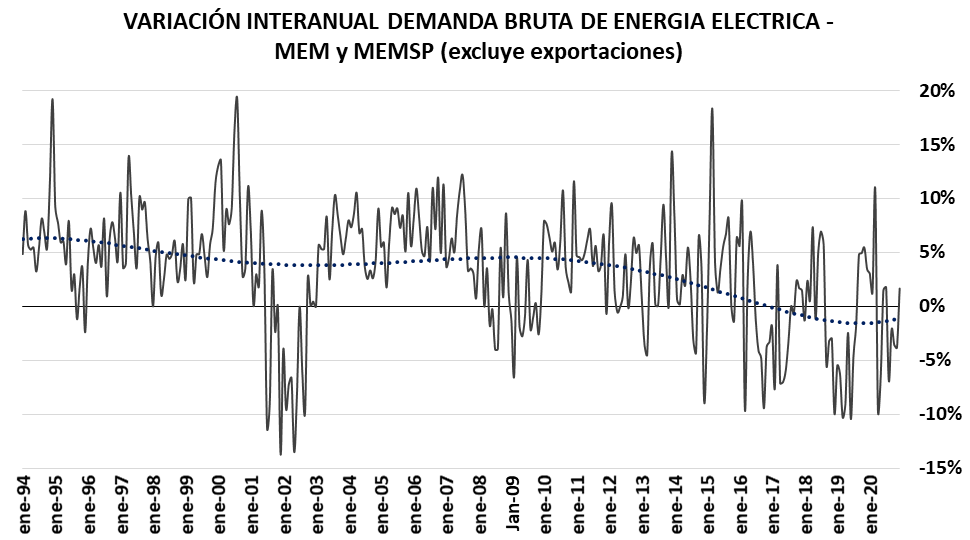 VARIACIÓN INTERANUAL DEMANDA BRUTA DE ENERGIA ELECTRICA -
MEM y MEMSP (excluye exportaciones)
20%
15%
10%
5%
0%
-5%
-10%
-15%
ene-94
ene-95
ene-96
ene-97
ene-98
ene-99
ene-00
ene-01
ene-02
ene-03
ene-04
ene-05
ene-06
ene-07
ene-08
Jan-09
ene-10
ene-11
ene-12
ene-13
ene-14
ene-15
ene-16
ene-17
ene-18
ene-19
ene-20